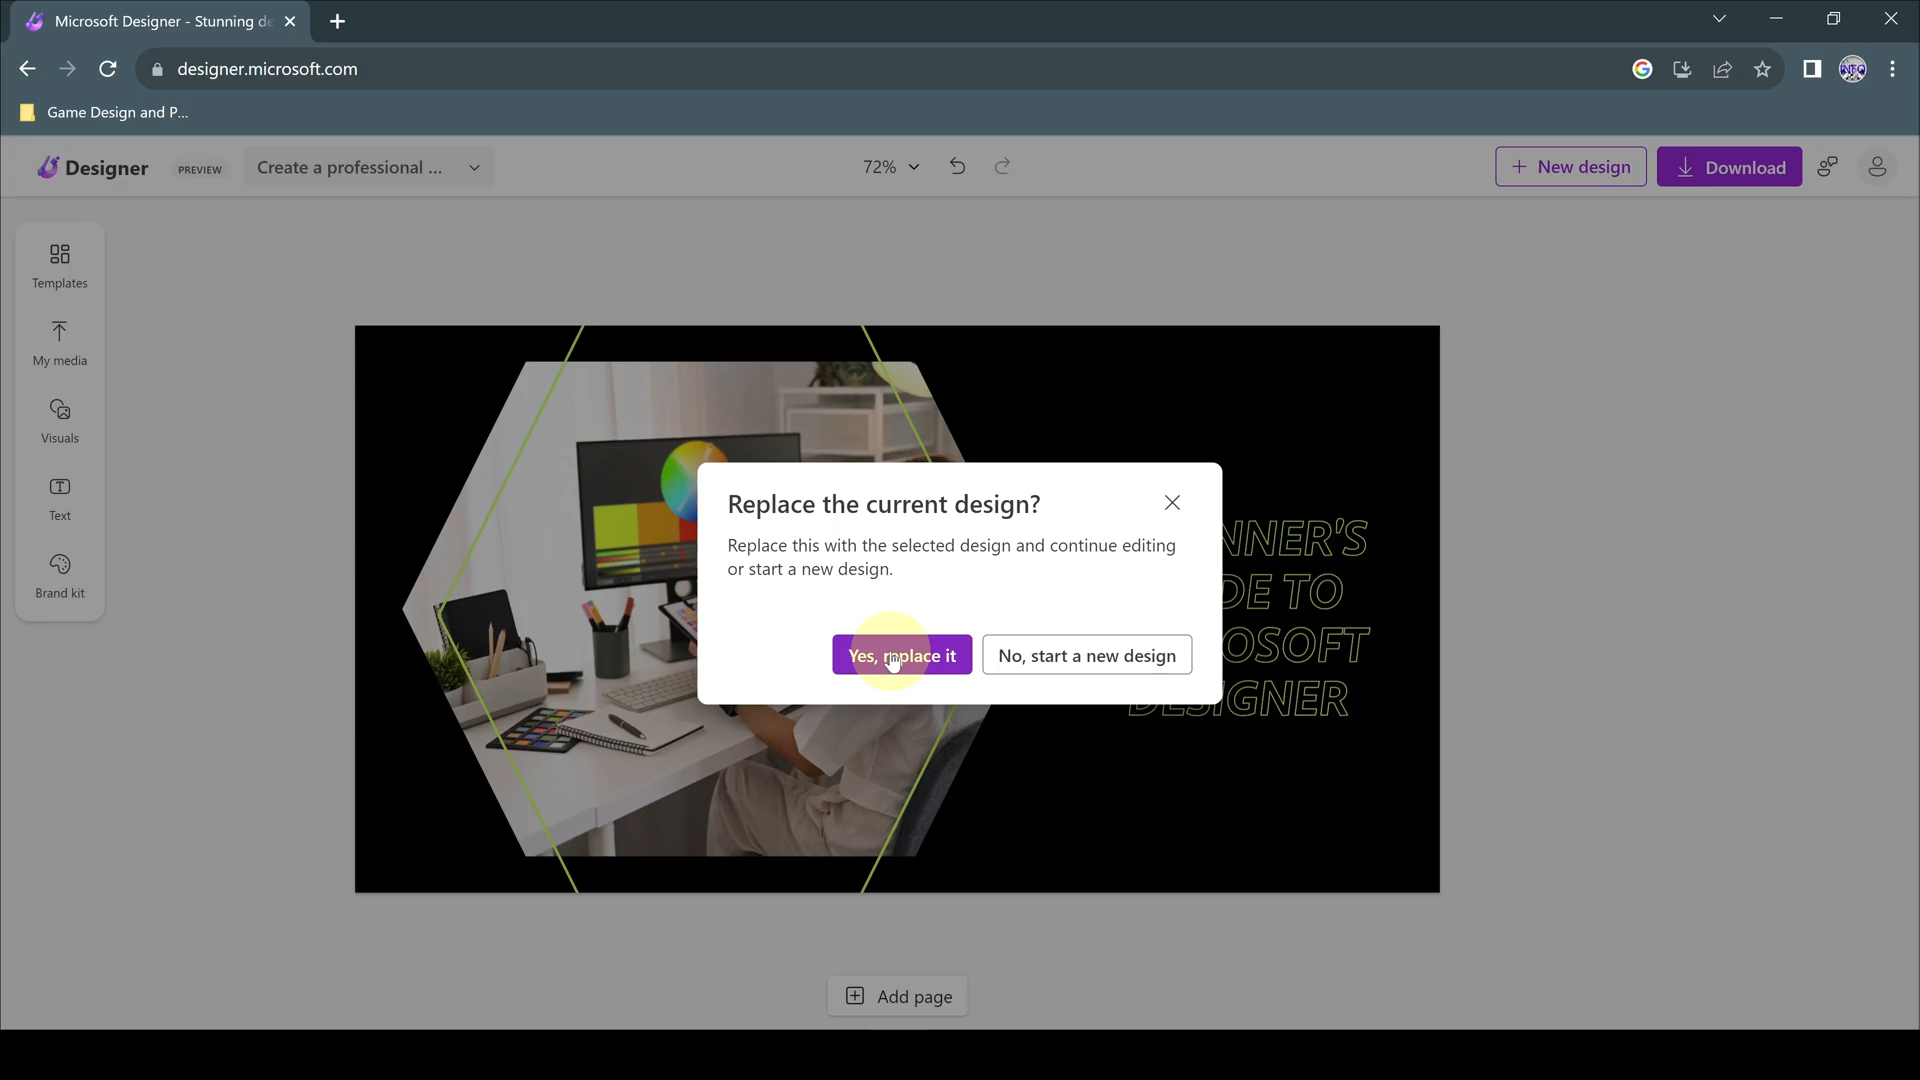 Microsoft Designer - Stunning de
designer.microsoft.com
Game Design and P...
Designer
PREVIEW
Create a professional ...
72%
New design
Download
Templates
My media
Visuals
Text
Brand kit
Replace the current design?
Replace this with the selected design and continue editing
or start a new design.
Yes, replace it
No, start a new design
NNER'S
DE TO
OSOFT
DESIGNER
Add page